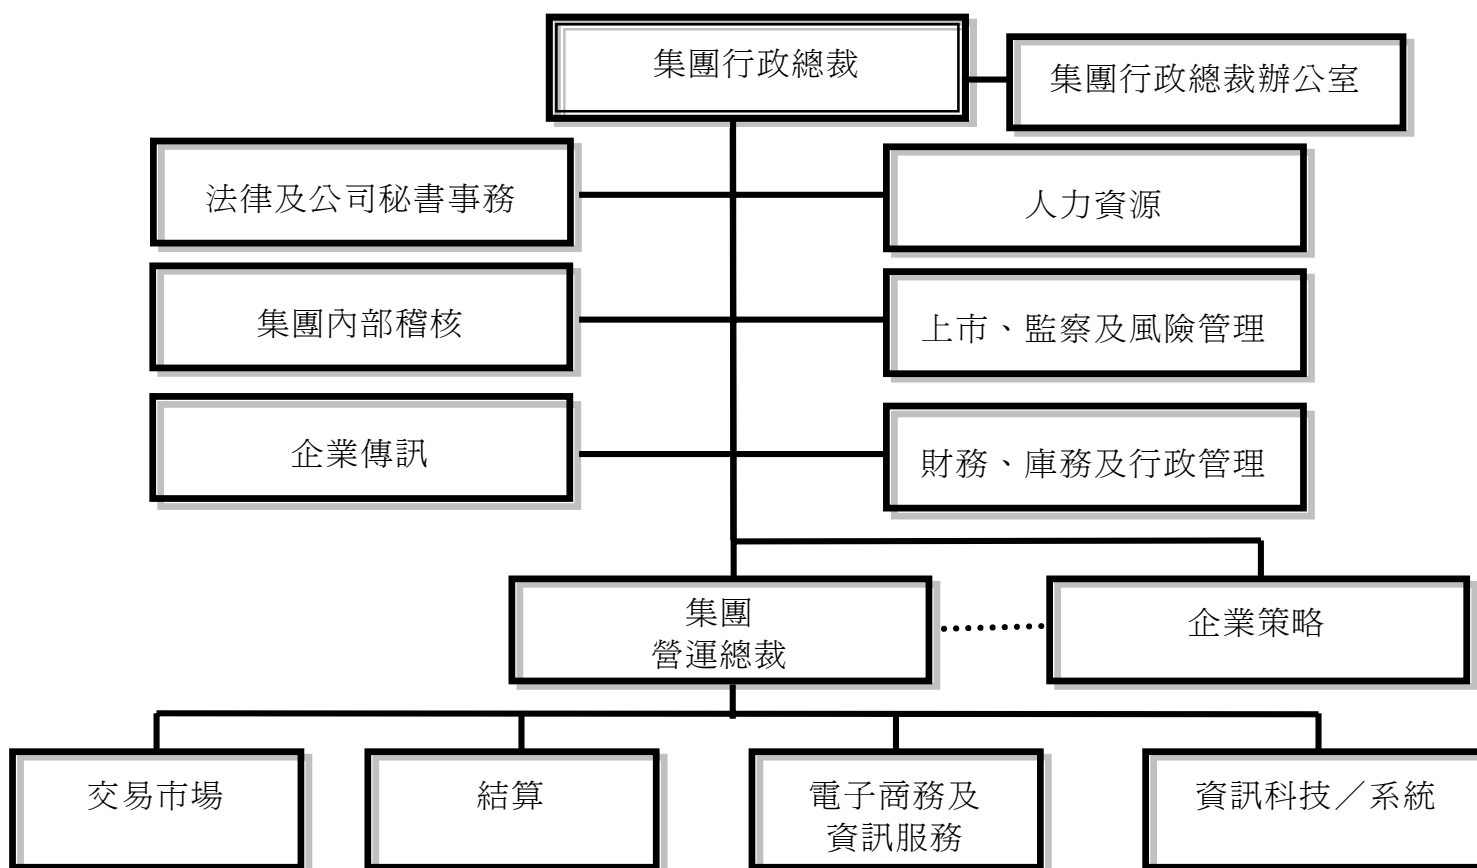 集團行政總裁
集團行政總裁辦公室
法律及公司秘書事務
人力資源
集團內部稽核
上市、監察及風險管理
企業傳訊
財務、庫務及行政管理
集團
營運總裁
企業策略
交易市場
結算
電子商務及
資訊服務
資訊科技／系統